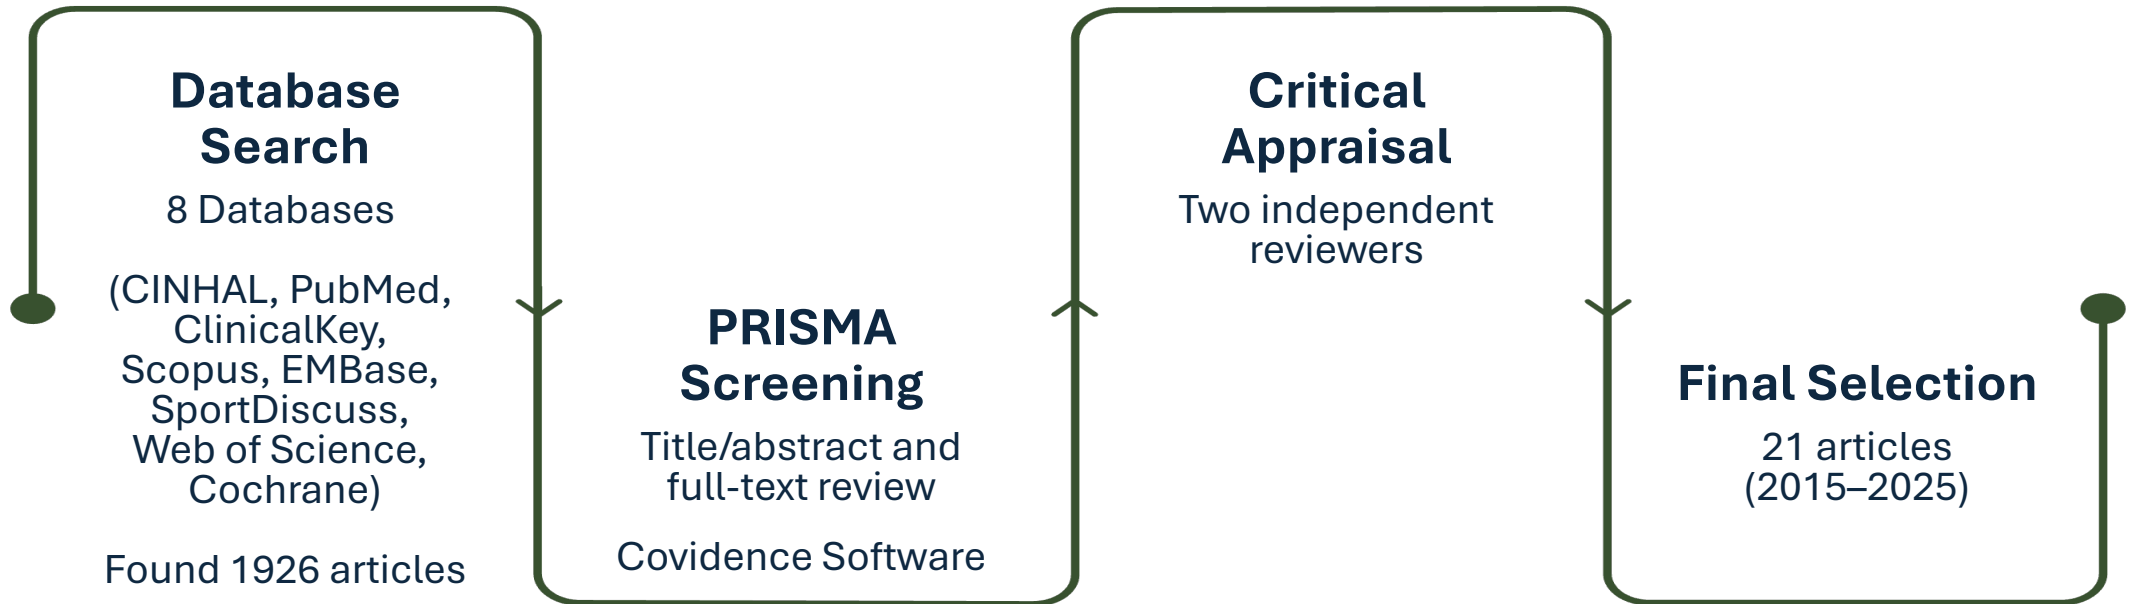 Database
Search
8 Databases
(CINHAL, PubMed,
ClinicalKey,
Scopus, EMBase,
SportDiscuss,
Web of Science,
Cochrane)
Found 1926 articles
PRISMA
Screening
Title/abstract and
full-text review
Covidence Software
Critical
Appraisal
Two independent
reviewers
Final Selection
21 articles
(2015–2025)